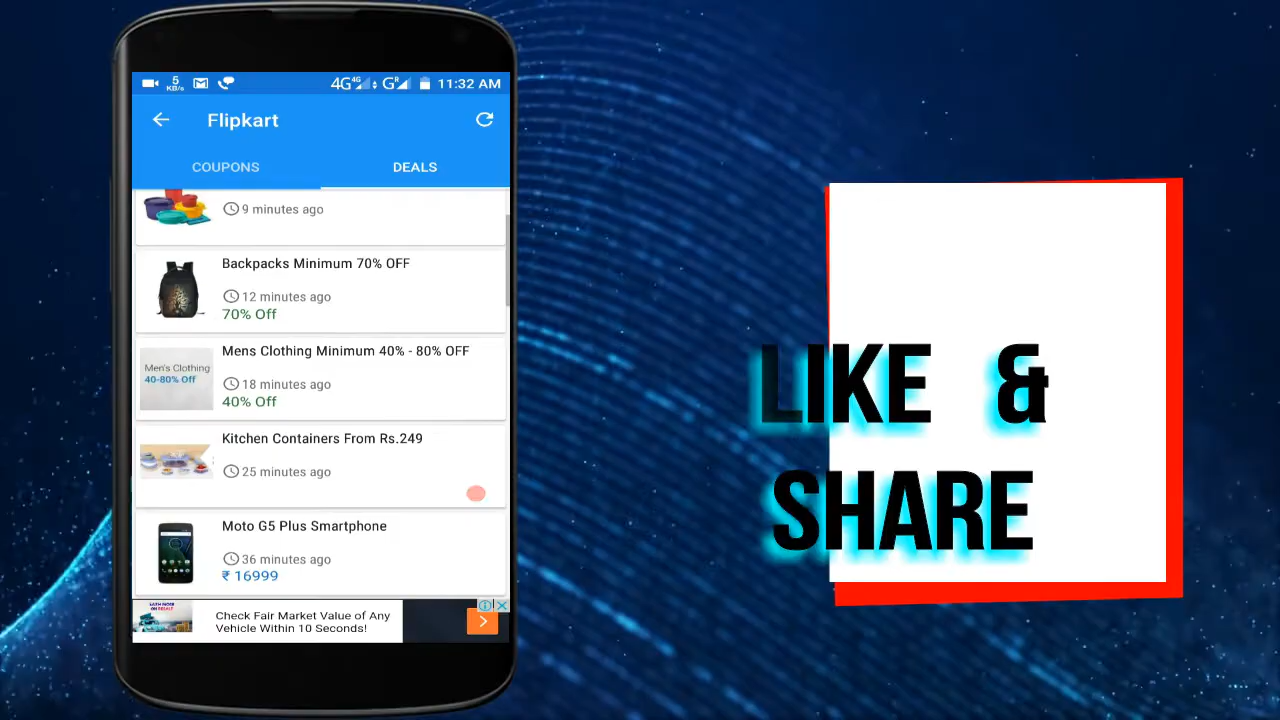 5
KB/s
4G 4G G R 11:32 AM
Flipkart
COUPONS DEALS
9 minutes ago
Backpacks Minimum 70% OFF
12 minutes ago
70% Off
Men's Clothing
40-80% Off
Mens Clothing Minimum 40% - 80% OFF
18 minutes ago
40% Off
Kitchen Containers From Rs.249
25 minutes ago
Moto G5 Plus Smartphone
36 minutes ago
₹ 16999
Check Fair Market Value of Any
Vehicle Within 10 Seconds!
LIKE &
SHARE